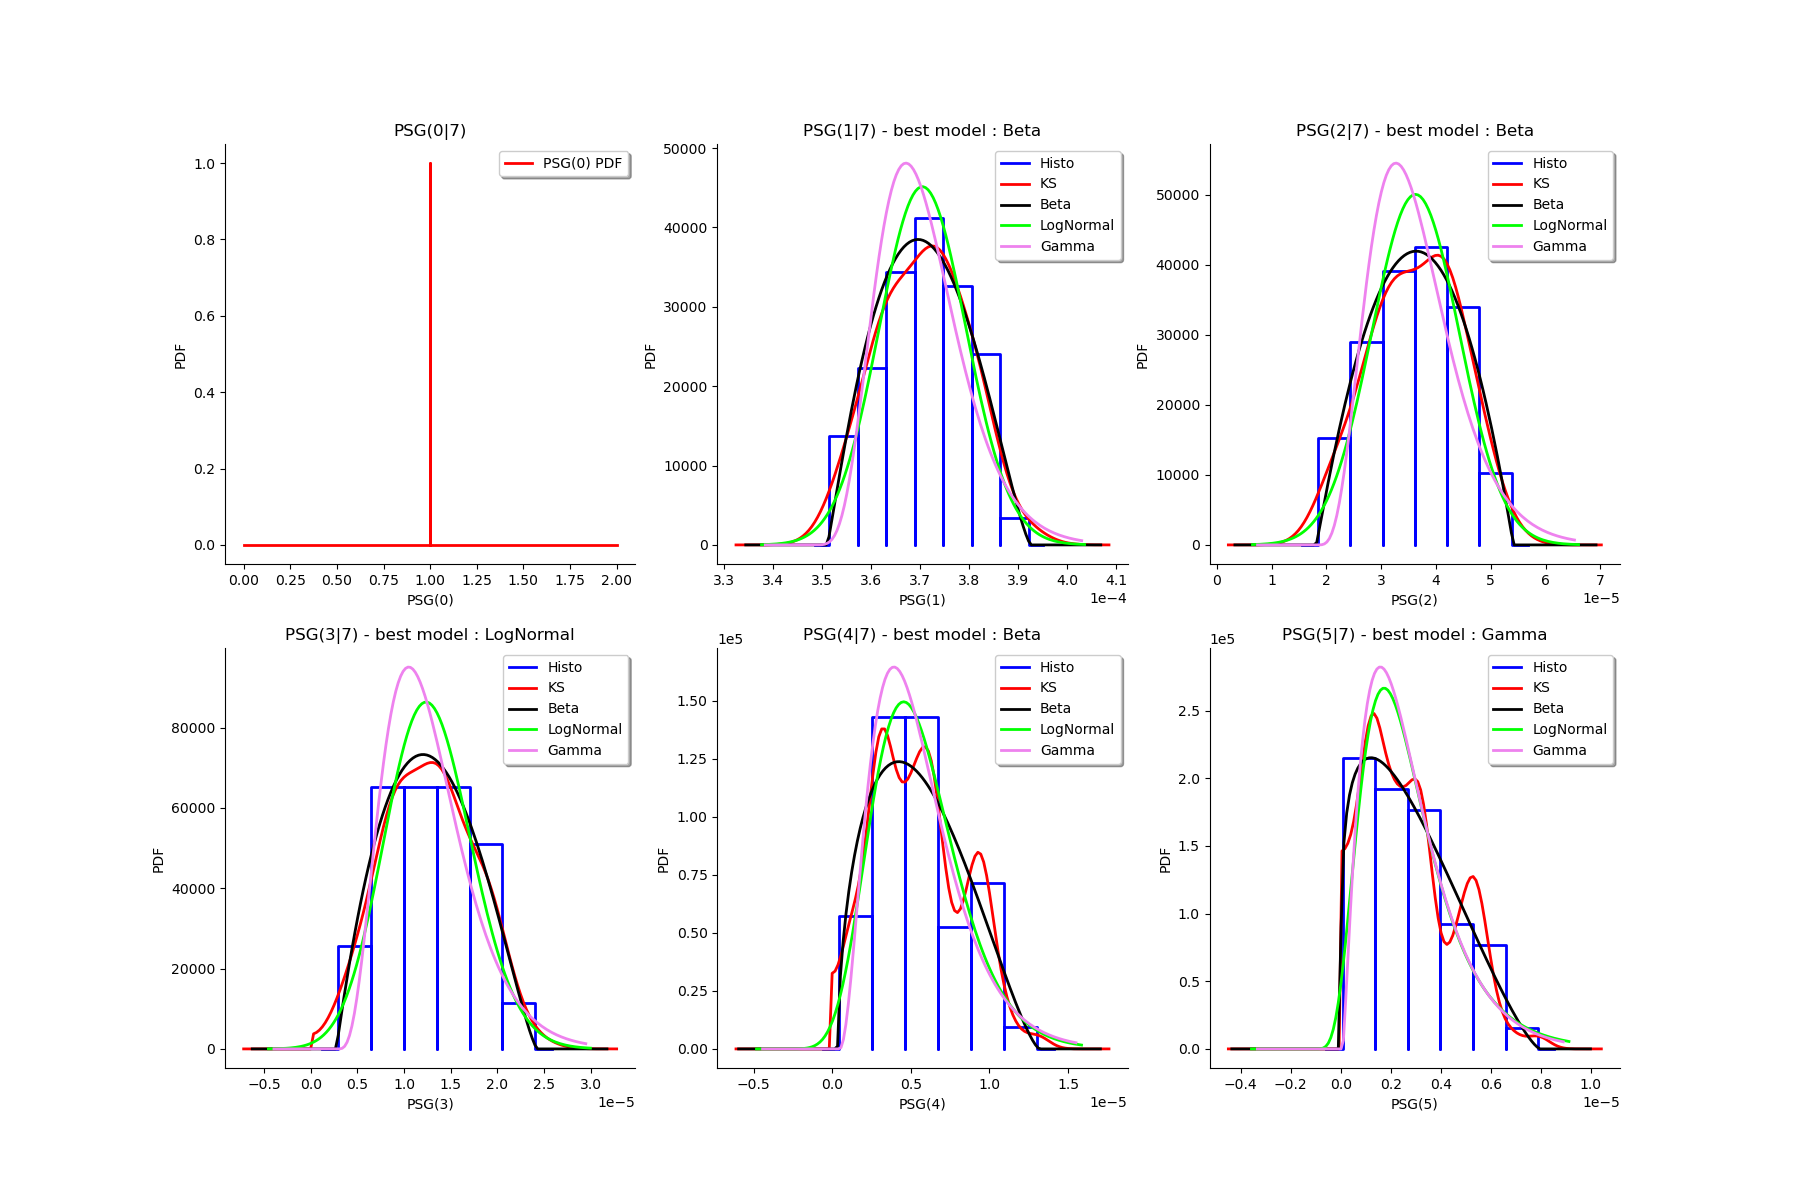 PSG(0|7)
1.0
0.8
0.6
0.4
0.2
0.0
PDF
PSG(0) PDF
0.00 0.25 0.50 0.75 1.00 1.25 1.50 1.75 2.00
PSG(0)
PSG(1|7) - best model : Beta
50000
40000
30000
20000
10000
0
PDF
Histo
KS
Beta
LogNormal
Gamma
3.3 3.4 3.5 3.6 3.7 3.8 3.9 4.0 4.1
PSG(1)
1e−4
PSG(2|7) - best model : Beta
50000
40000
30000
20000
10000
0
PDF
Histo
KS
Beta
LogNormal
Gamma
0 1 2 3 4 5 6 7
PSG(2)
1e−5
PSG(3|7) - best model : LogNormal
80000
60000
40000
20000
0
PDF
Histo
KS
Beta
LogNormal
Gamma
−0.5 0.0 0.5 1.0 1.5 2.0 2.5 3.0
PSG(3)
1e−5
PSG(4|7) - best model : Beta
1e5
1.50
1.25
1.00
0.75
0.50
0.25
0.00
PDF
Histo
KS
Beta
LogNormal
Gamma
−0.5 0.0 0.5 1.0 1.5
PSG(4)
1e−5
PSG(5|7) - best model : Gamma
1e5
2.5
2.0
1.5
1.0
0.5
0.0
PDF
Histo
KS
Beta
LogNormal
Gamma
−0.4 −0.2 0.0 0.2 0.4 0.6 0.8 1.0
PSG(5)
1e−5